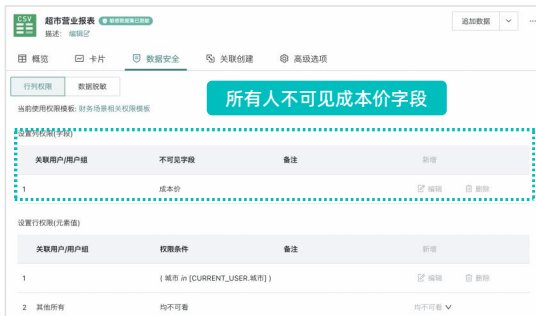 CSV 超市营业报表 敏感数据集已授权 追加数据
描述: 编辑
概览 卡片 数据安全 关联创建 高级选项
行列权限 数据脱敏
所有人不可见成本价字段
当前使用权限模板: 财务场景相关权限模板
设置列权限(字段)
关联用户/用户组 不可见字段 备注 新增
1 成本价 编辑 删除
设置行权限(元素值)
关联用户/用户组 权限条件 备注 新增
1 ( 城市 in [CURRENT_USER.城市] ) 编辑 删除
2 其他所有 均不可看 均不可看